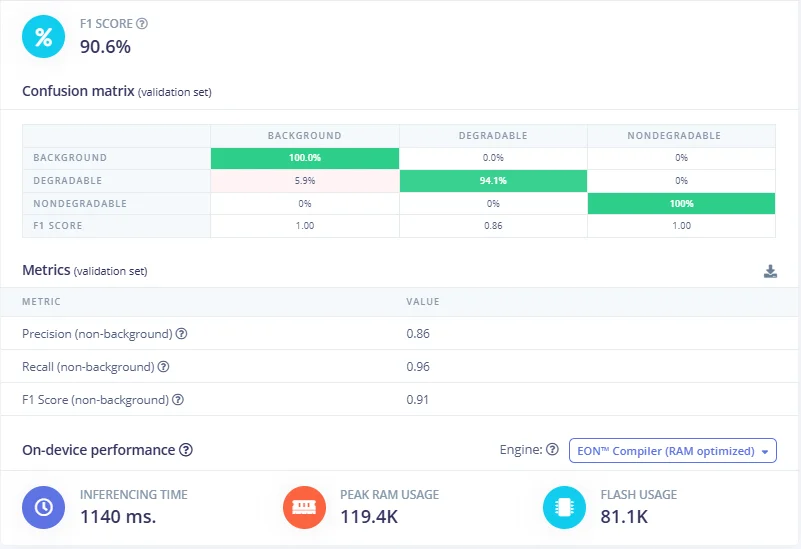 F1 SCORE ?
% 90.6%
Confusion matrix (validation set)
BACKGROUND DEGRADABLE NONDEGRADABLE
BACKGROUND 100.0% 0.0% 0%
DEGRADABLE 5.9% 94.1% 0%
NONDEGRADABLE 0% 0% 100%
F1 SCORE 1.00 0.86 1.00
Metrics (validation set)
METRIC VALUE
Precision (non-background) ? 0.86
Recall (non-background) ? 0.96
F1 Score (non-background) ? 0.91
On-device performance ? Engine: ? EON™ Compiler (RAM optimized)
INFERENCING TIME PEAK RAM USAGE FLASH USAGE
1140 ms. 119.4K 81.1K